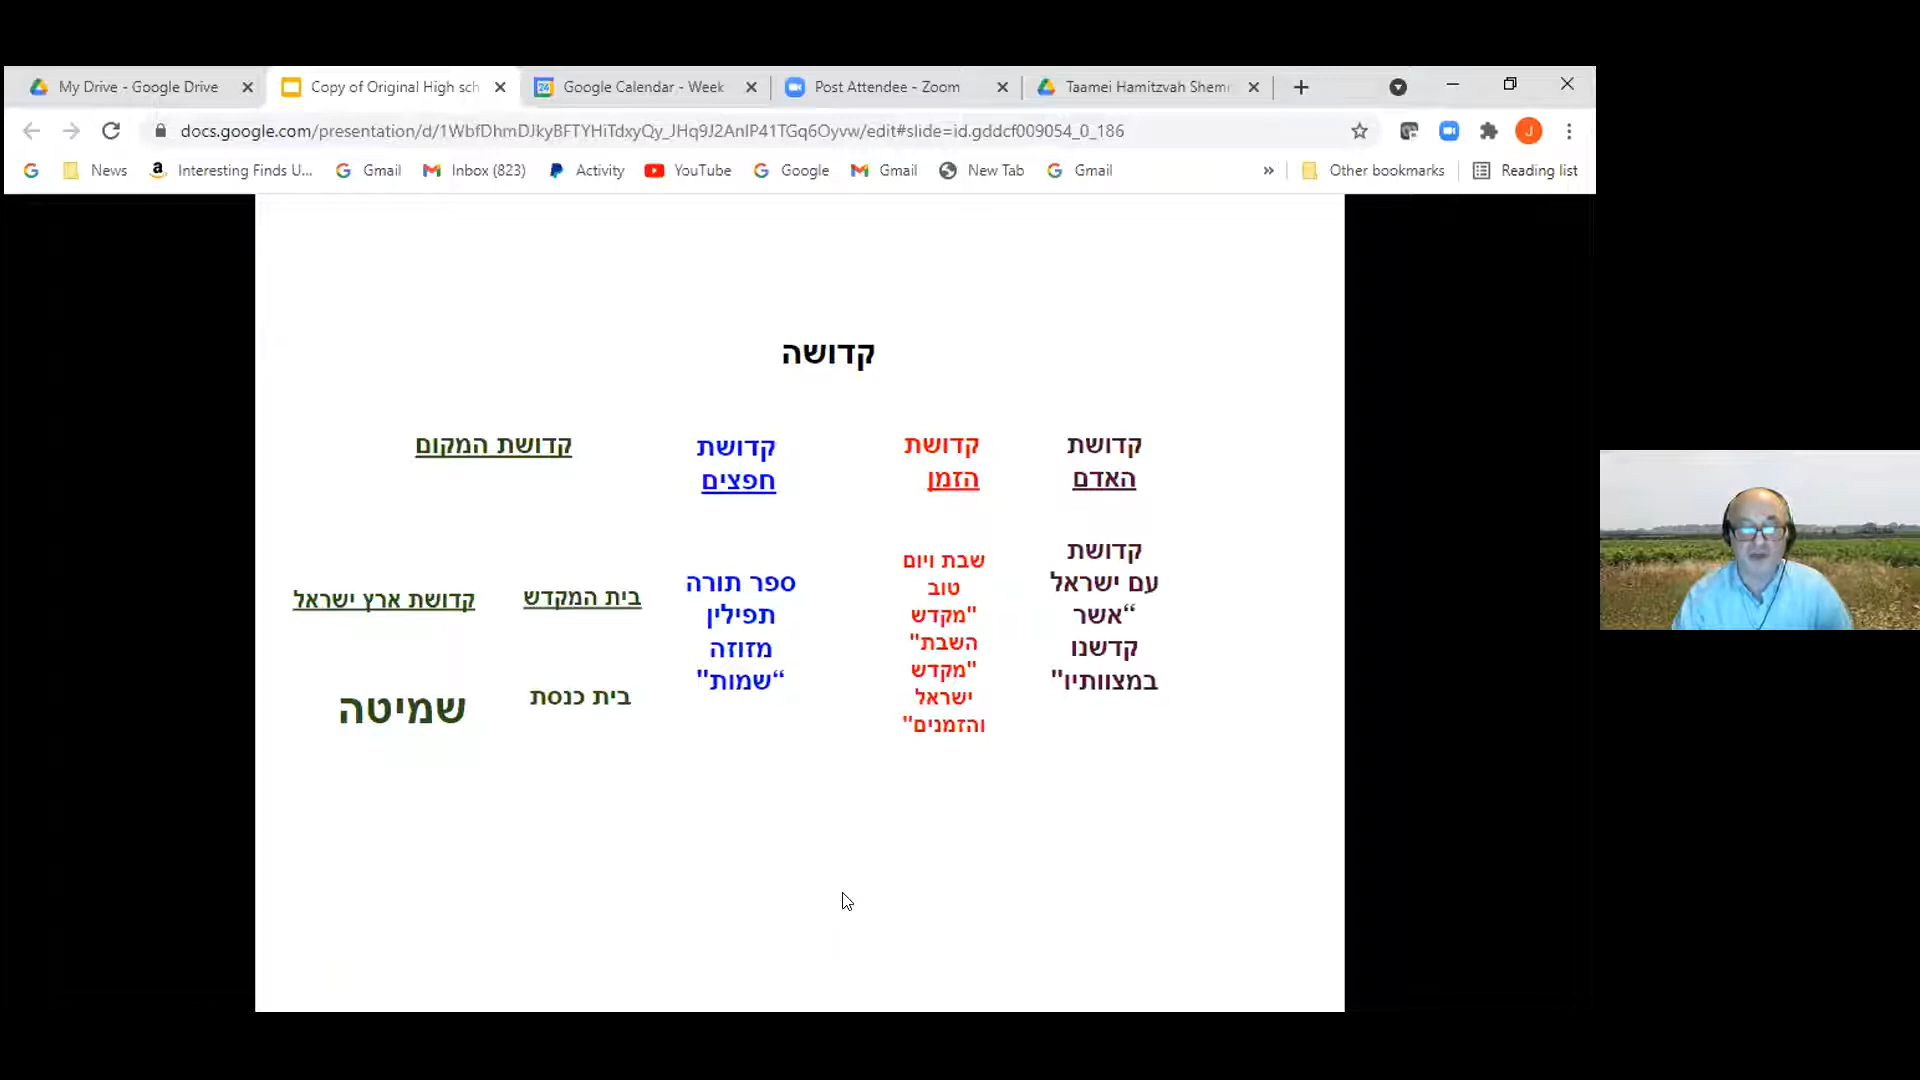 My Drive - Google Drive
Copy of Original High sch
Google Calendar - Week
Post Attendee - Zoom
Taamei Hamitzvah Shemi
docs.google.com/presentation/d/1WbfDhmDJkyBFTYHiTdxyQy_JHq9J2AnlP41TGq6Oyvw/edit#slide=id.gddcf009054_0_186
J
News
Interesting Finds U...
Gmail
Inbox (823)
Activity
YouTube
Google
Gmail
New Tab
Gmail
»
Other bookmarks
Reading list
קדושה
קדושת
האדם
קדושת
עם ישראל
“אשר
קדשנו
במצוותיו"
קדושת
הזמן
שבת ויום
טוב
"מקדש
השבת"
"מקדש
ישראל
והזמנים"
קדושת
חפצים
ספר תורה
תפילין
מזוזה
“שמות"
קדושת המקום
בית המקדש
בית כנסת
קדושת ארץ ישראל
שמיטה